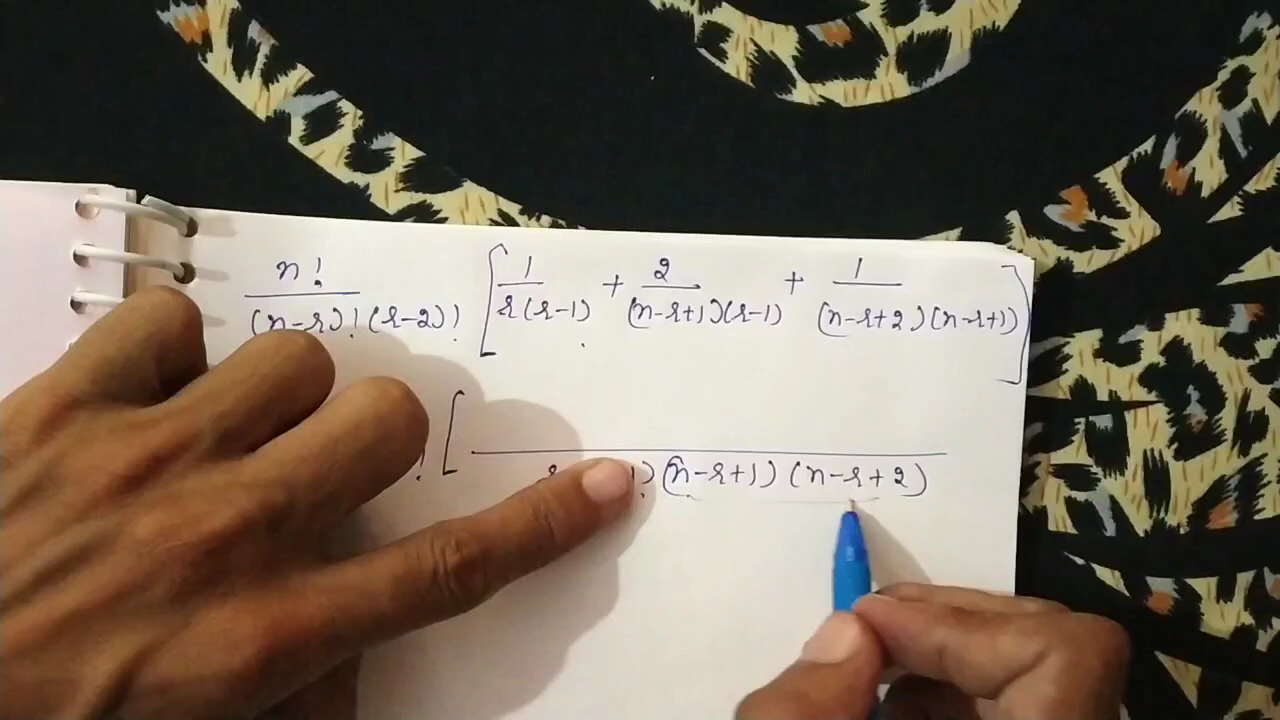 n! / (n-r)! (r-2)! [ 1 / r(r-1) + 2 / (n-r+1)(r-1) + 1 / (n-r+2)(n-r+1) ]
! [ / (n-r+1) (n-r+2)